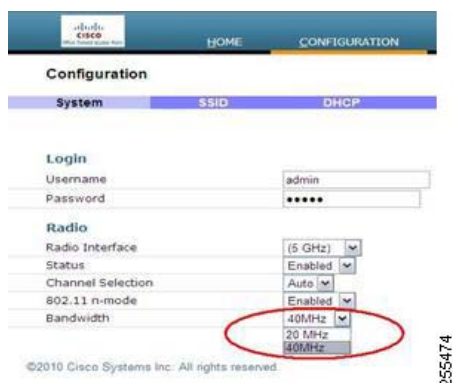 CISCO
HOME CONFIGURATION
Configuration
System SSID DHCP
Login
Username admin
Password •••••
Radio
Radio Interface (5 GHz)
Status Enabled
Channel Selection Auto
802.11 n-mode Enabled
Bandwidth 40MHz
20 MHz
40MHz
©2010 Cisco Systems Inc. All rights reserved.
255474